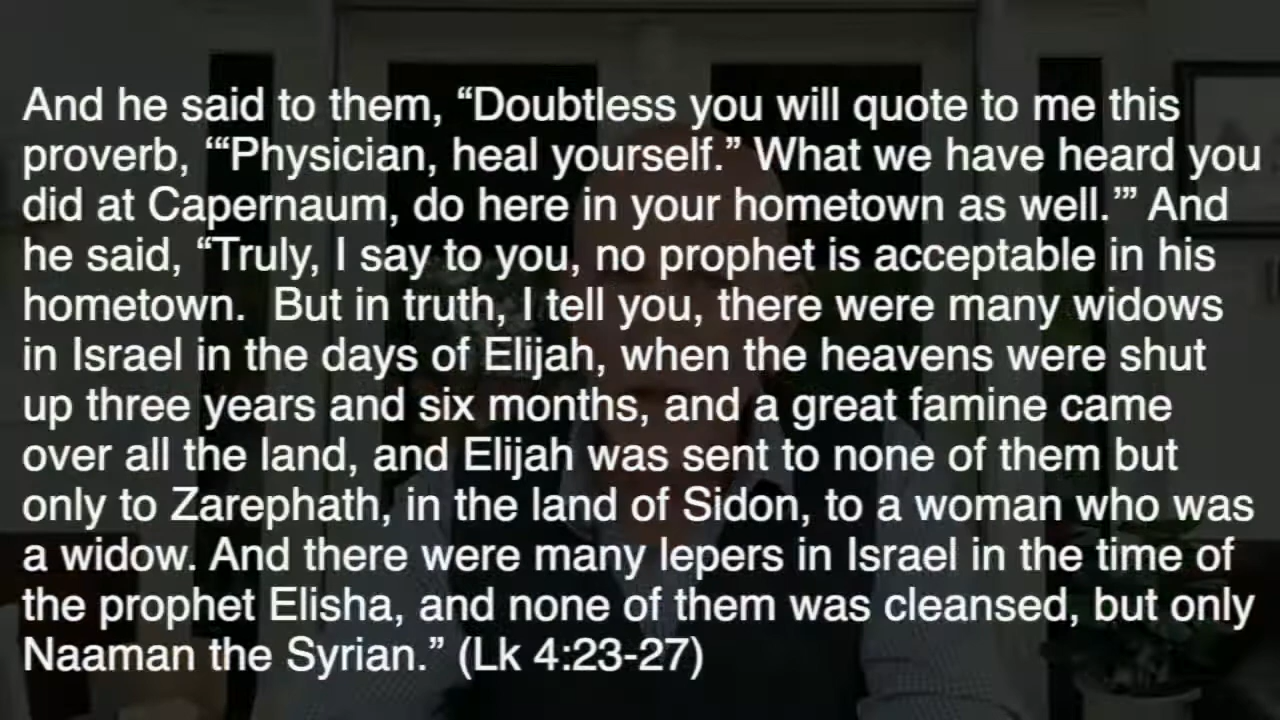 And he said to them, “Doubtless you will quote to me this
proverb, ‘“Physician, heal yourself.” What we have heard you
did at Capernaum, do here in your hometown as well.’” And
he said, “Truly, I say to you, no prophet is acceptable in his
hometown.  But in truth, I tell you, there were many widows
in Israel in the days of Elijah, when the heavens were shut
up three years and six months, and a great famine came
over all the land, and Elijah was sent to none of them but
only to Zarephath, in the land of Sidon, to a woman who was
a widow. And there were many lepers in Israel in the time of
the prophet Elisha, and none of them was cleansed, but only
Naaman the Syrian.” (Lk 4:23-27)